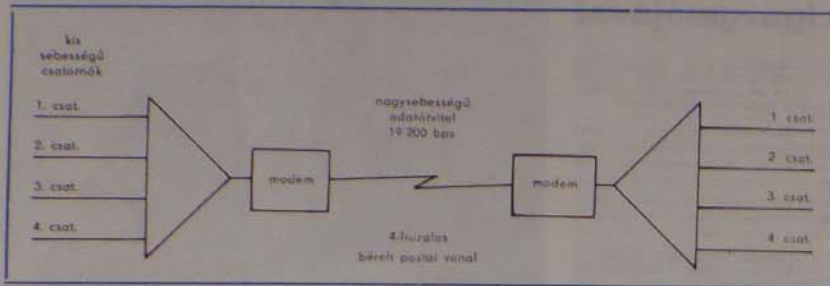 kis
sebességű
csatornák
1. csat.
2. csat.
3. csat.
4. csat.
modem
nagysebességű
adatátvitel
19 200 bps
4-huzalos
bérelt postai vonal
modem
1 csat.
2 csat.
3 csat.
4 csat.